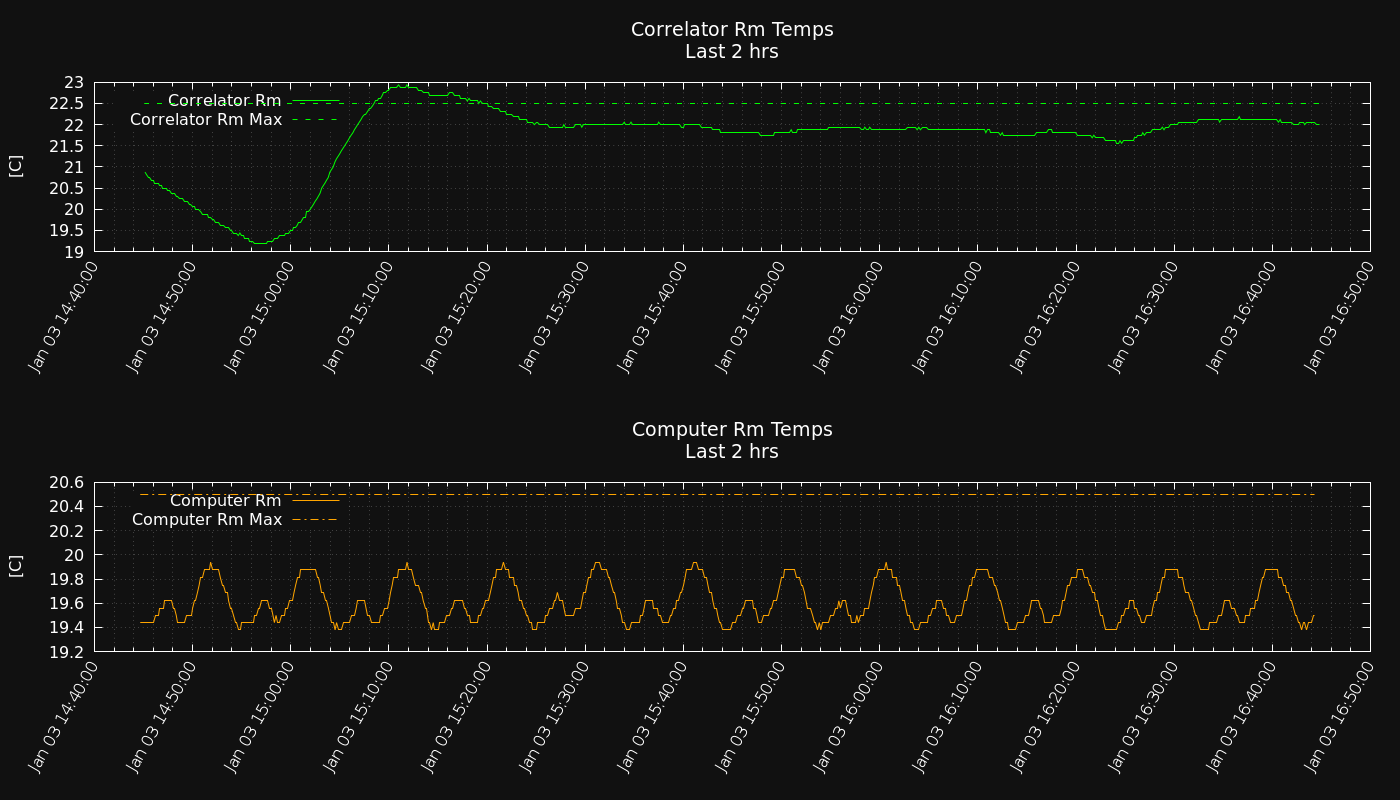 Correlator Rm Temps
Last 2 hrs
23
22.5
22
21.5
21
20.5
20
19.5
19
[C]
Correlator Rm
Correlator Rm Max
Jan 03 14:40:00
Jan 03 14:50:00
Jan 03 15:00:00
Jan 03 15:10:00
Jan 03 15:20:00
Jan 03 15:30:00
Jan 03 15:40:00
Jan 03 15:50:00
Jan 03 16:00:00
Jan 03 16:10:00
Jan 03 16:20:00
Jan 03 16:30:00
Jan 03 16:40:00
Jan 03 16:50:00
Computer Rm Temps
Last 2 hrs
20.6
20.4
20.2
20
19.8
19.6
19.4
19.2
[C]
Computer Rm
Computer Rm Max
Jan 03 14:40:00
Jan 03 14:50:00
Jan 03 15:00:00
Jan 03 15:10:00
Jan 03 15:20:00
Jan 03 15:30:00
Jan 03 15:40:00
Jan 03 15:50:00
Jan 03 16:00:00
Jan 03 16:10:00
Jan 03 16:20:00
Jan 03 16:30:00
Jan 03 16:40:00
Jan 03 16:50:00